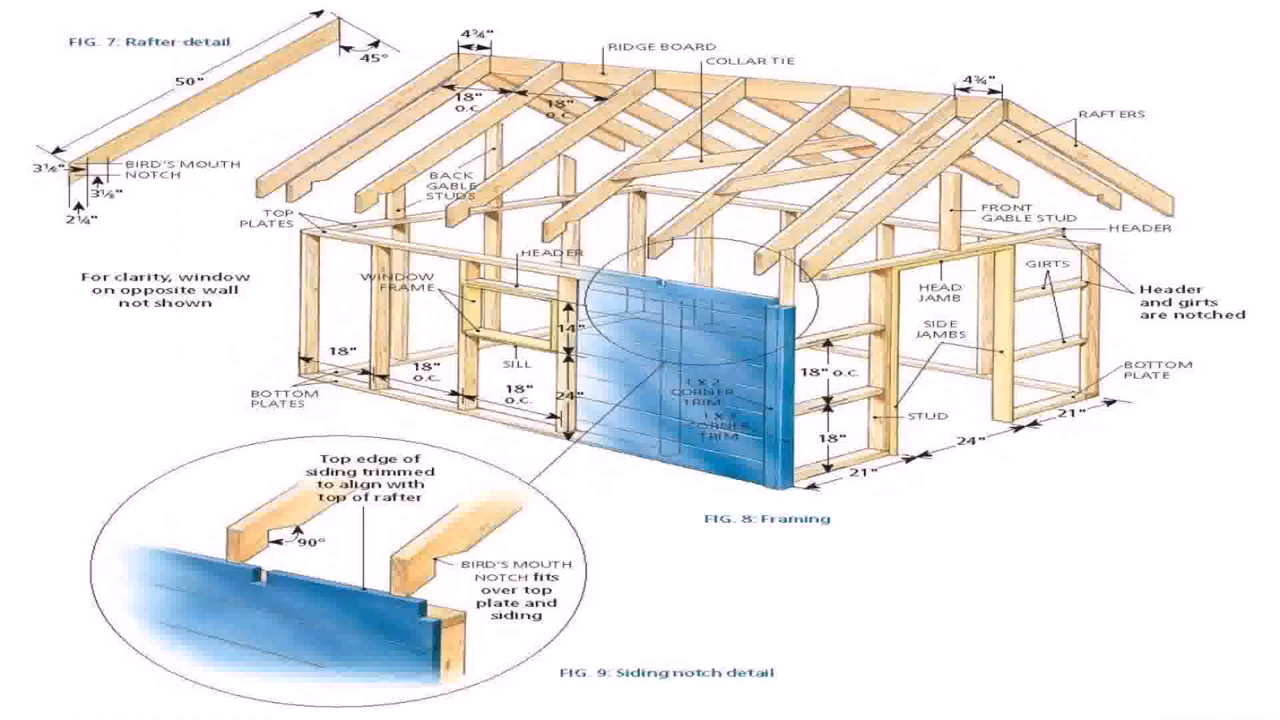 FIG. 7: Rafter detail
50"
45°
3½"
BIRD'S MOUTH
NOTCH
3½"
2¼"
4¾"
RIDGE BOARD
COLLAR TIE
4¾"
18"
O.C.
18"
O.C.
RAFTERS
BACK
GABLE
STUDS
TOP
PLATES
FRONT
GABLE STUD
HEADER
HEADER
GIRTS
For clarity, window
on opposite wall
not shown
WINDOW
FRAME
HEAD
JAMB
Header
and girts
are notched
SIDE
JAMBS
14"
18"
18"
O.C.
SILL
18"
O.C.
24"
BOTTOM
PLATES
1 X 2
CORNER
TRIM
1 X 3
CORNER
TRIM
18" O.C.
18"
BOTTOM
PLATE
STUD
21"
24"
21"
FIG. 8: Framing
Top edge of
siding trimmed
to align with
top of rafter
90°
BIRD'S MOUTH
NOTCH fits
over top
plate and
siding
FIG. 9: Siding notch detail